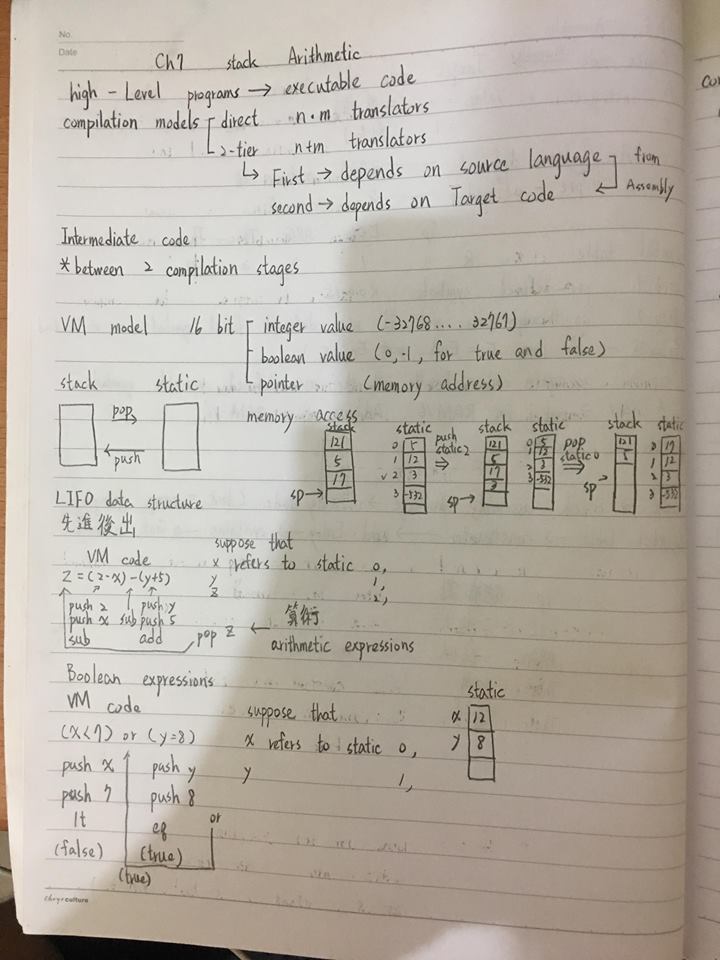 No.
Date
Ch7 stack Arithmetic
high-Level programs → executable code
compilation models direct n·m translators
2-tier n+m translators
↳ First → depends on source language from
second → depends on Target code ← Assembly
Intermediate code
*between 2 compilation stages
VM model 16 bit integer value (-32768....32767)
boolean value (0,-1, for true and false)
pointer (memory address)
stack static
pop
push
memory access
stack
121
5
17
sp→
static
0 5
1 12
✓2 3
3 -532
push
static 2
⇒
stack
121
5
17
3
sp→
static
0 5
1 12
2 3
3 -532
pop
static 0
⇒
stack
121
5
sp→
static
0 17
1 12
2 3
3 -532
LIFO data structure
先進後出
VM code
Z=(2-x)-(y+5)
push 2 push y
push x sub push 5
sub add pop Z ← 算術
arithmetic expressions
suppose that
x refers to static 0,
y 1,
Z 2,
Boolean expressions
VM code
(x<7) or (y=8)
suppose that
x refers to static 0,
y 1,
static
x 12
y 8
push x push y
push 7 push 8
lt eq or
(false) (true)
(true)